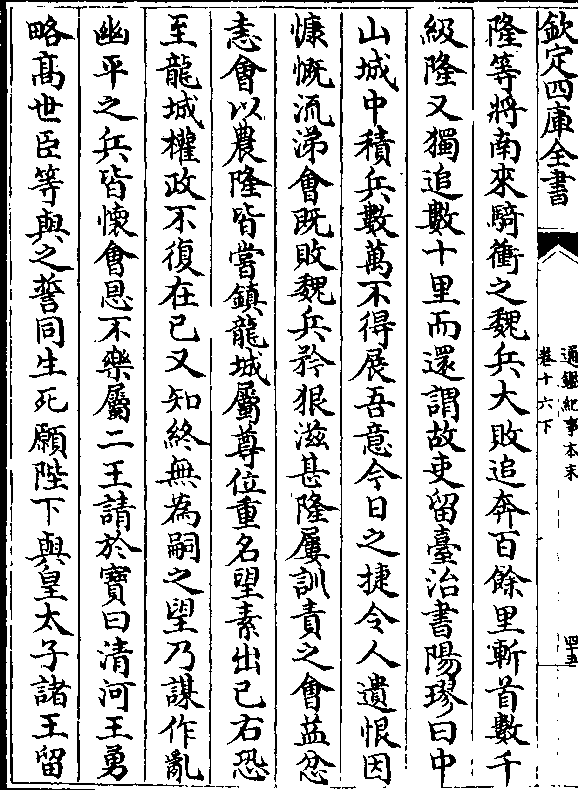 欽定四庫全書
通鑑紀事本末
卷十六下
四五
隆等將南來騎衝之魏兵大敗追奔百餘里斬首數千
級隆又獨追數十里而還謂故吏留臺治書陽璆曰中
山城中積兵數萬不得展吾意今日之捷令人遺恨因
慷慨流涕會既敗魏兵矜狠滋甚隆屢訓責之會益忿
恚會以農隆皆嘗鎮龍城屬尊位重名望素出己右恐
至龍城權政不復在已又知終無為嗣之望乃謀作亂
幽平之兵皆懷會恩不樂屬二王請於寶曰清河王勇
略髙世臣等與之誓同生死願陛下與皇太子諸王留